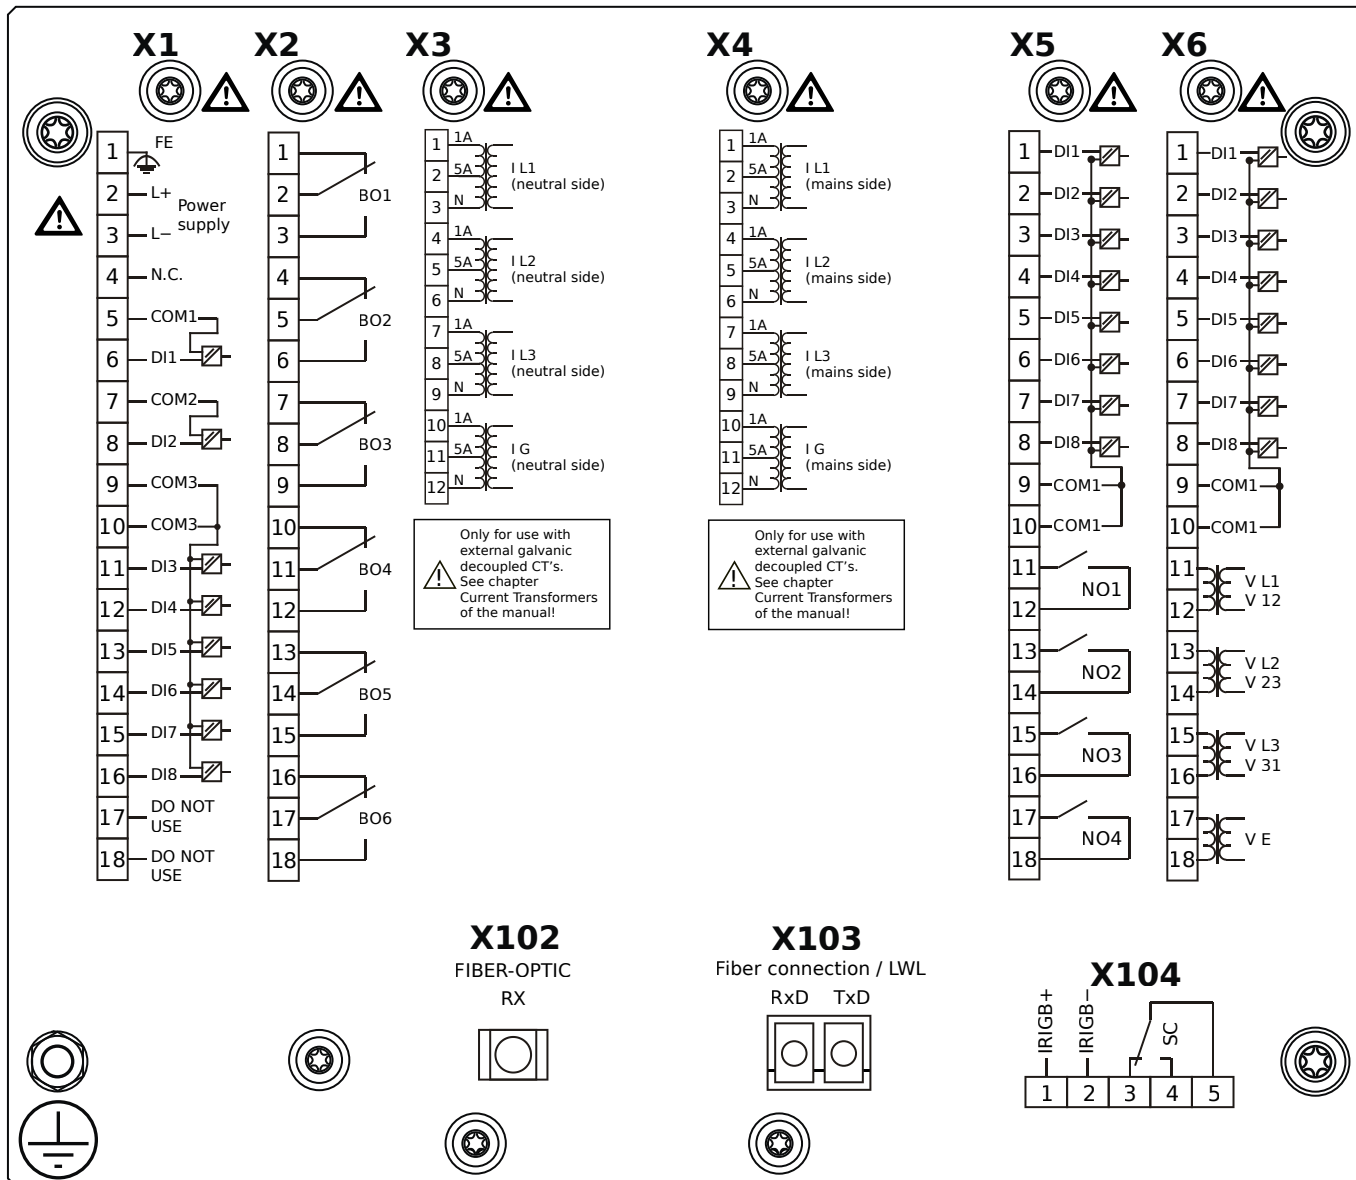 X1
X2
X3
X4
X5
X6
1
FE
2
L+
Power
supply
3
L−
4
N.C.
5
COM1
6
DI1
7
COM2
8
DI2
9
COM3
10
COM3
11
DI3
12
DI4
13
DI5
14
DI6
15
DI7
16
DI8
17
DO NOT
USE
18
DO NOT
USE
1
2
BO1
3
4
5
BO2
6
7
8
BO3
9
10
11
BO4
12
13
14
BO5
15
16
17
BO6
18
1
1A
2
5A
I L1
(neutral side)
3
N
4
1A
5
5A
I L2
(neutral side)
6
N
7
1A
8
5A
I L3
(neutral side)
9
N
10
1A
11
5A
I G
(neutral side)
12
N
Only for use with
external galvanic
decoupled CT's.
See chapter
Current Transformers
of the manual!
1
1A
2
5A
I L1
(mains side)
3
N
4
1A
5
5A
I L2
(mains side)
6
N
7
1A
8
5A
I L3
(mains side)
9
N
10
1A
11
5A
I G
(mains side)
12
N
Only for use with
external galvanic
decoupled CT's.
See chapter
Current Transformers
of the manual!
1
DI1
2
DI2
3
DI3
4
DI4
5
DI5
6
DI6
7
DI7
8
DI8
9
COM1
10
COM1
11
NO1
12
13
NO2
14
15
NO3
16
17
NO4
18
1
DI1
2
DI2
3
DI3
4
DI4
5
DI5
6
DI6
7
DI7
8
DI8
9
COM1
10
COM1
11
V L1
V 12
12
13
V L2
V 23
14
15
V L3
V 31
16
17
V E
18
X102
FIBER-OPTIC
RX
X103
Fiber connection / LWL
RxD TxD
X104
IRIGB+
IRIGB−
SC
1 2 3 4 5